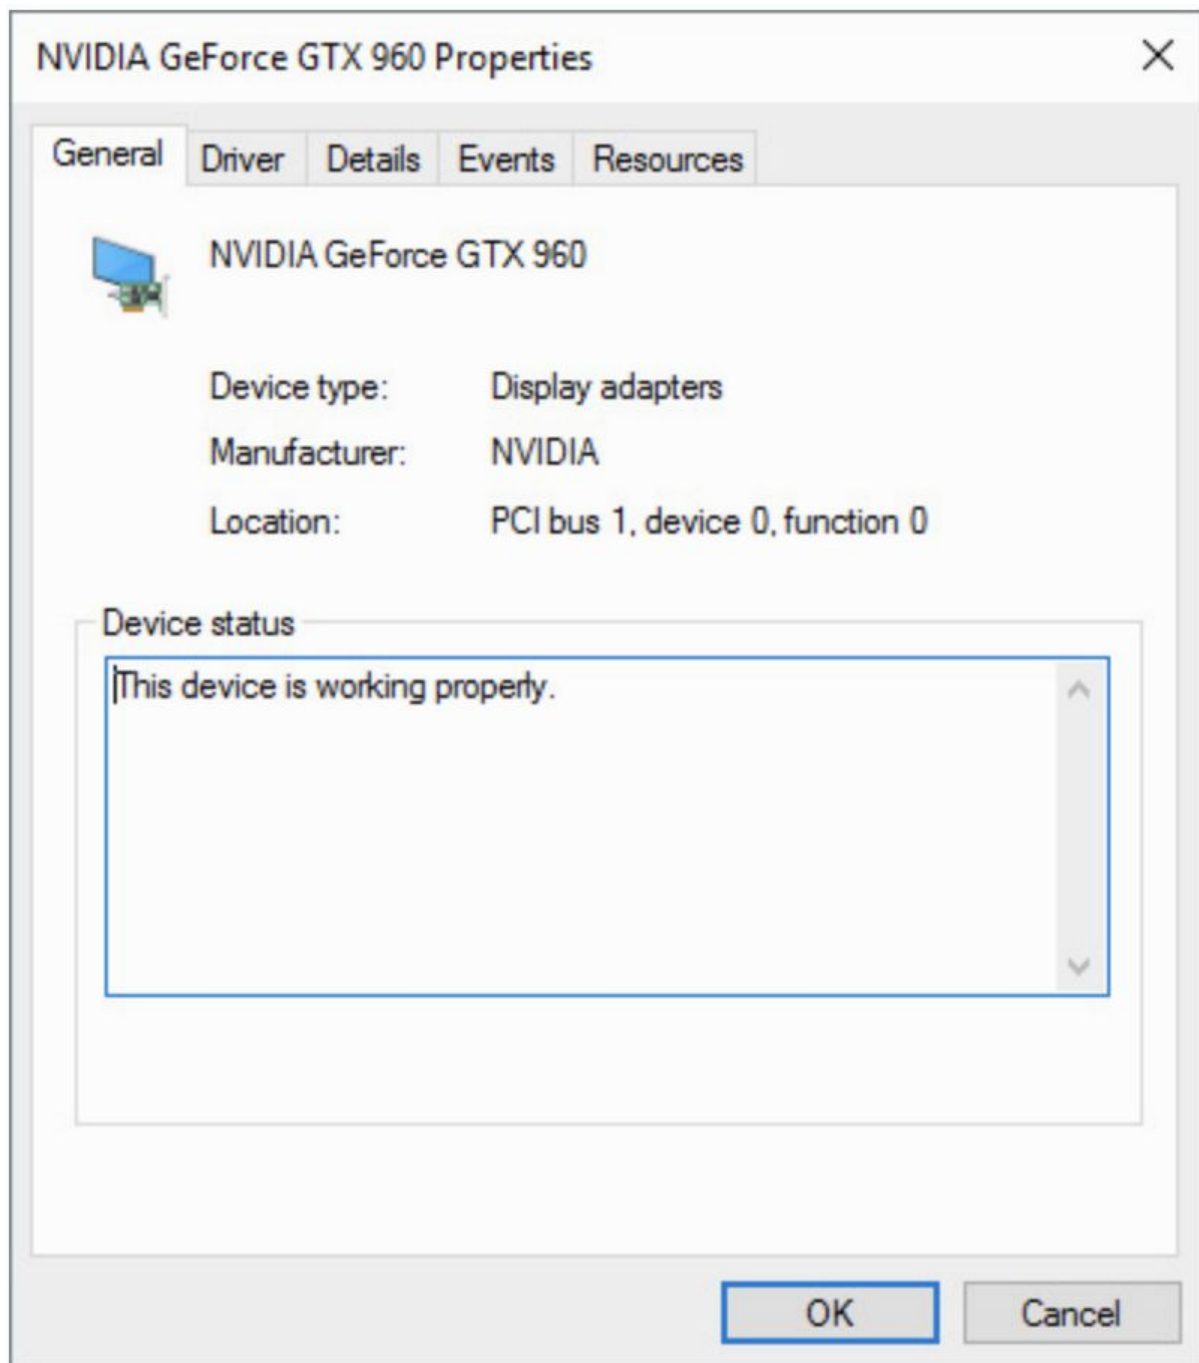 NVIDIA GeForce GTX 960 Properties
General Driver Details Events Resources
NVIDIA GeForce GTX 960
Device type: Display adapters
Manufacturer: NVIDIA
Location: PCI bus 1, device 0, function 0
Device status
This device is working properly.
OK Cancel